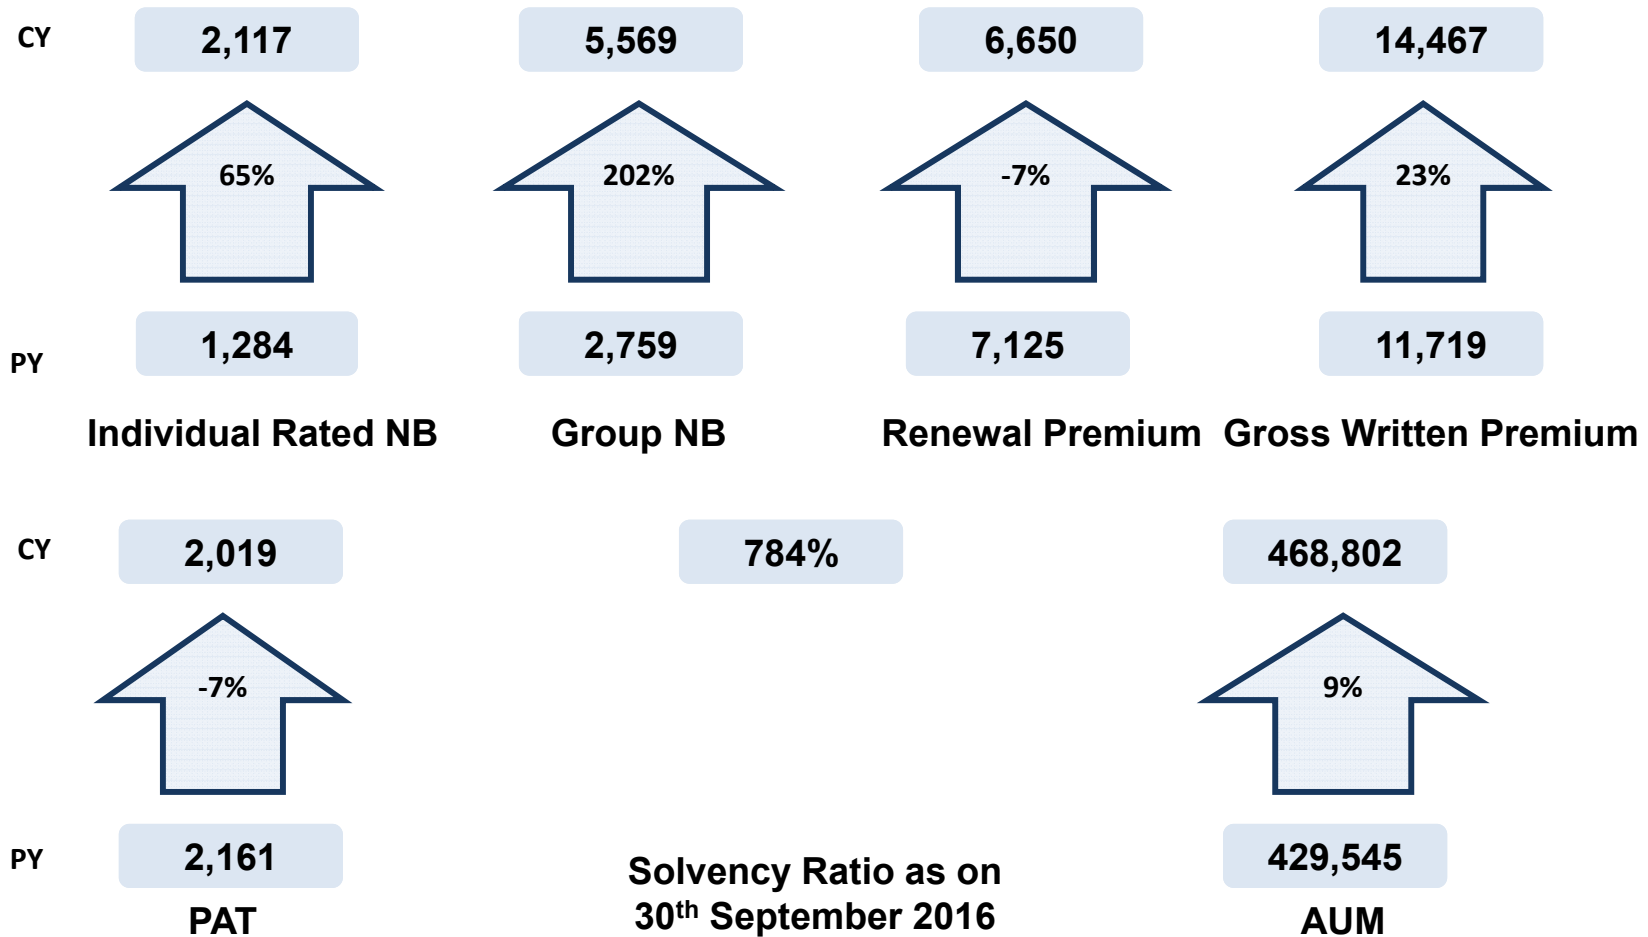 CY 2,117 5,569 6,650 14,467
65% 202% -7% 23%
PY 1,284 2,759 7,125 11,719
Individual Rated NB Group NB Renewal Premium Gross Written Premium
CY 2,019 784% 468,802
-7% 9%
PY 2,161 429,545
Solvency Ratio as on
30th September 2016
PAT AUM